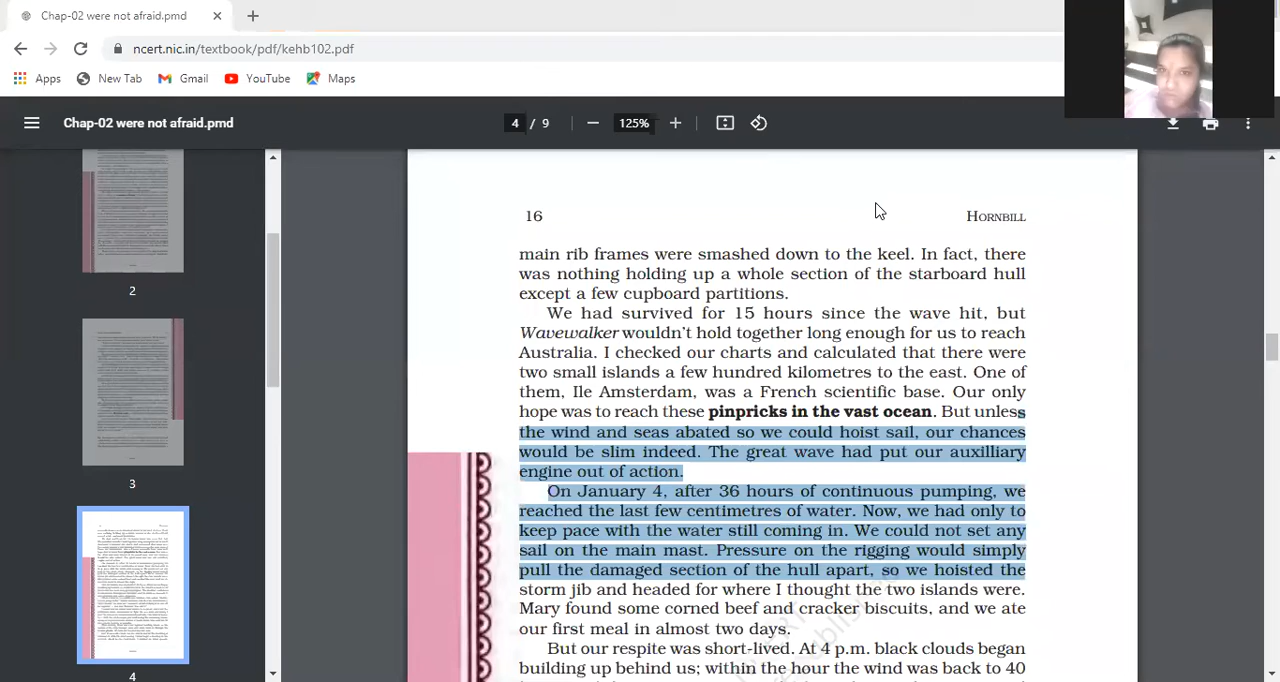 Chap-02 were not afraid.pmd
ncert.nic.in/textbook/pdf/kehb102.pdf
Apps New Tab Gmail YouTube Maps
Chap-02 were not afraid.pmd 4 / 9 125%
2
3
4
16 HORNBILL
main rib frames were smashed down to the keel. In fact, there
was nothing holding up a whole section of the starboard hull
except a few cupboard partitions.
We had survived for 15 hours since the wave hit, but
Wavewalker wouldn't hold together long enough for us to reach
Australia. I checked our charts and calculated that there were
two small islands a few hundred kilometres to the east. One of
them, Ile Amsterdam, was a French scientific base. Our only
hope was to reach these pinpricks in the vast ocean. But unless
the wind and seas abated so we could hoist sail, our chances
would be slim indeed. The great wave had put our auxilliary
engine out of action.
On January 4, after 36 hours of continuous pumping, we
reached the last few centimetres of water. Now, we had only to
keep pace with the water still coming in. We could not set any
sail on the main mast. Pressure on the rigging would simply
pull the damaged section of the hull apart, so we hoisted the
storm jib and headed for where I thought the two islands were.
Mary found some corned beef and cracker biscuits, and we ate
our first meal in almost two days.
But our respite was short-lived. At 4 p.m. black clouds began
building up behind us; within the hour the wind was back to 40